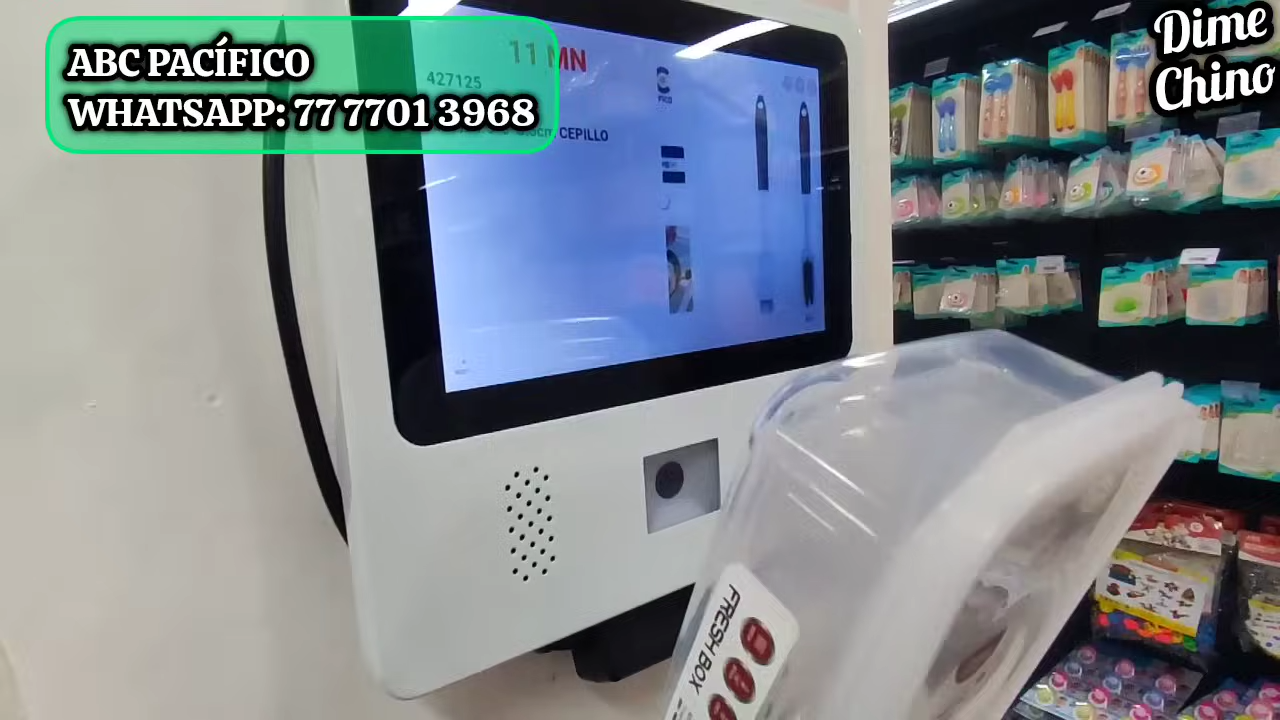 ABC PACÍFICO
WHATSAPP: 77 7701 3968
Dime
Chino
11 MN
427125
CEPILLO
FRESH BOX